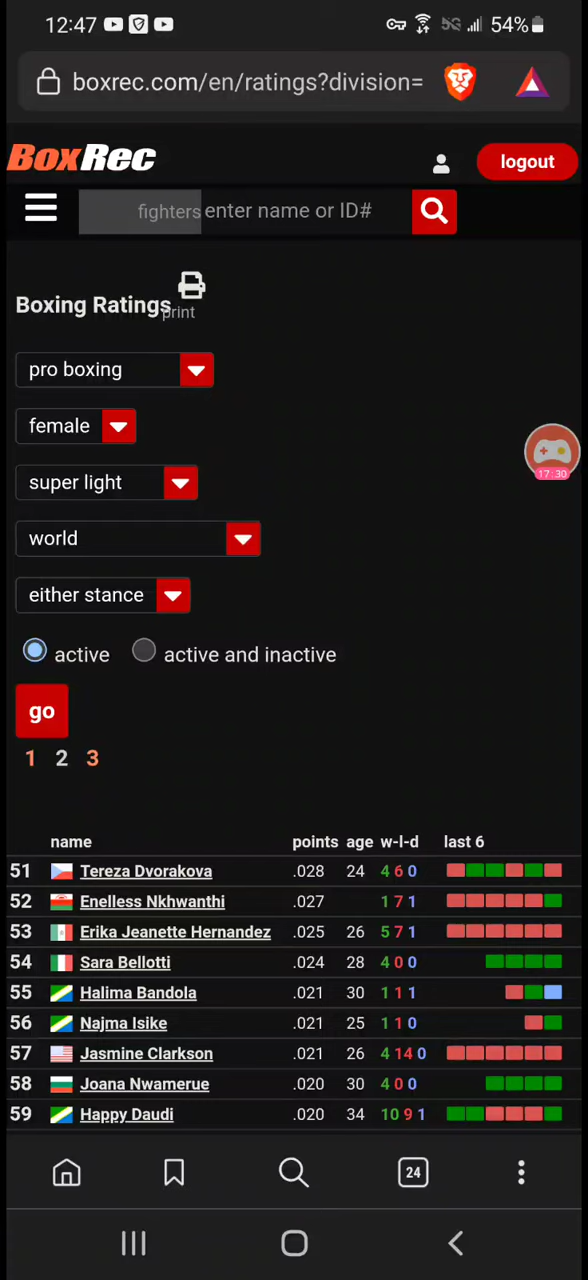 12:47 5G 54%
boxrec.com/en/ratings?division=
BoxRec logout
fighters enter name or ID#
Boxing Ratings print
pro boxing
female
17:30
super light
world
either stance
active active and inactive
go
1 2 3
name points age w-l-d last 6
51 Tereza Dvorakova .028 24 4 6 0
52 Enelless Nkhwanthi .027 1 7 1
53 Erika Jeanette Hernandez .025 26 5 7 1
54 Sara Bellotti .024 28 4 0 0
55 Halima Bandola .021 30 1 1 1
56 Najma Isike .021 25 1 1 0
57 Jasmine Clarkson .021 26 4 14 0
58 Joana Nwamerue .020 30 4 0 0
59 Happy Daudi .020 34 10 9 1
24